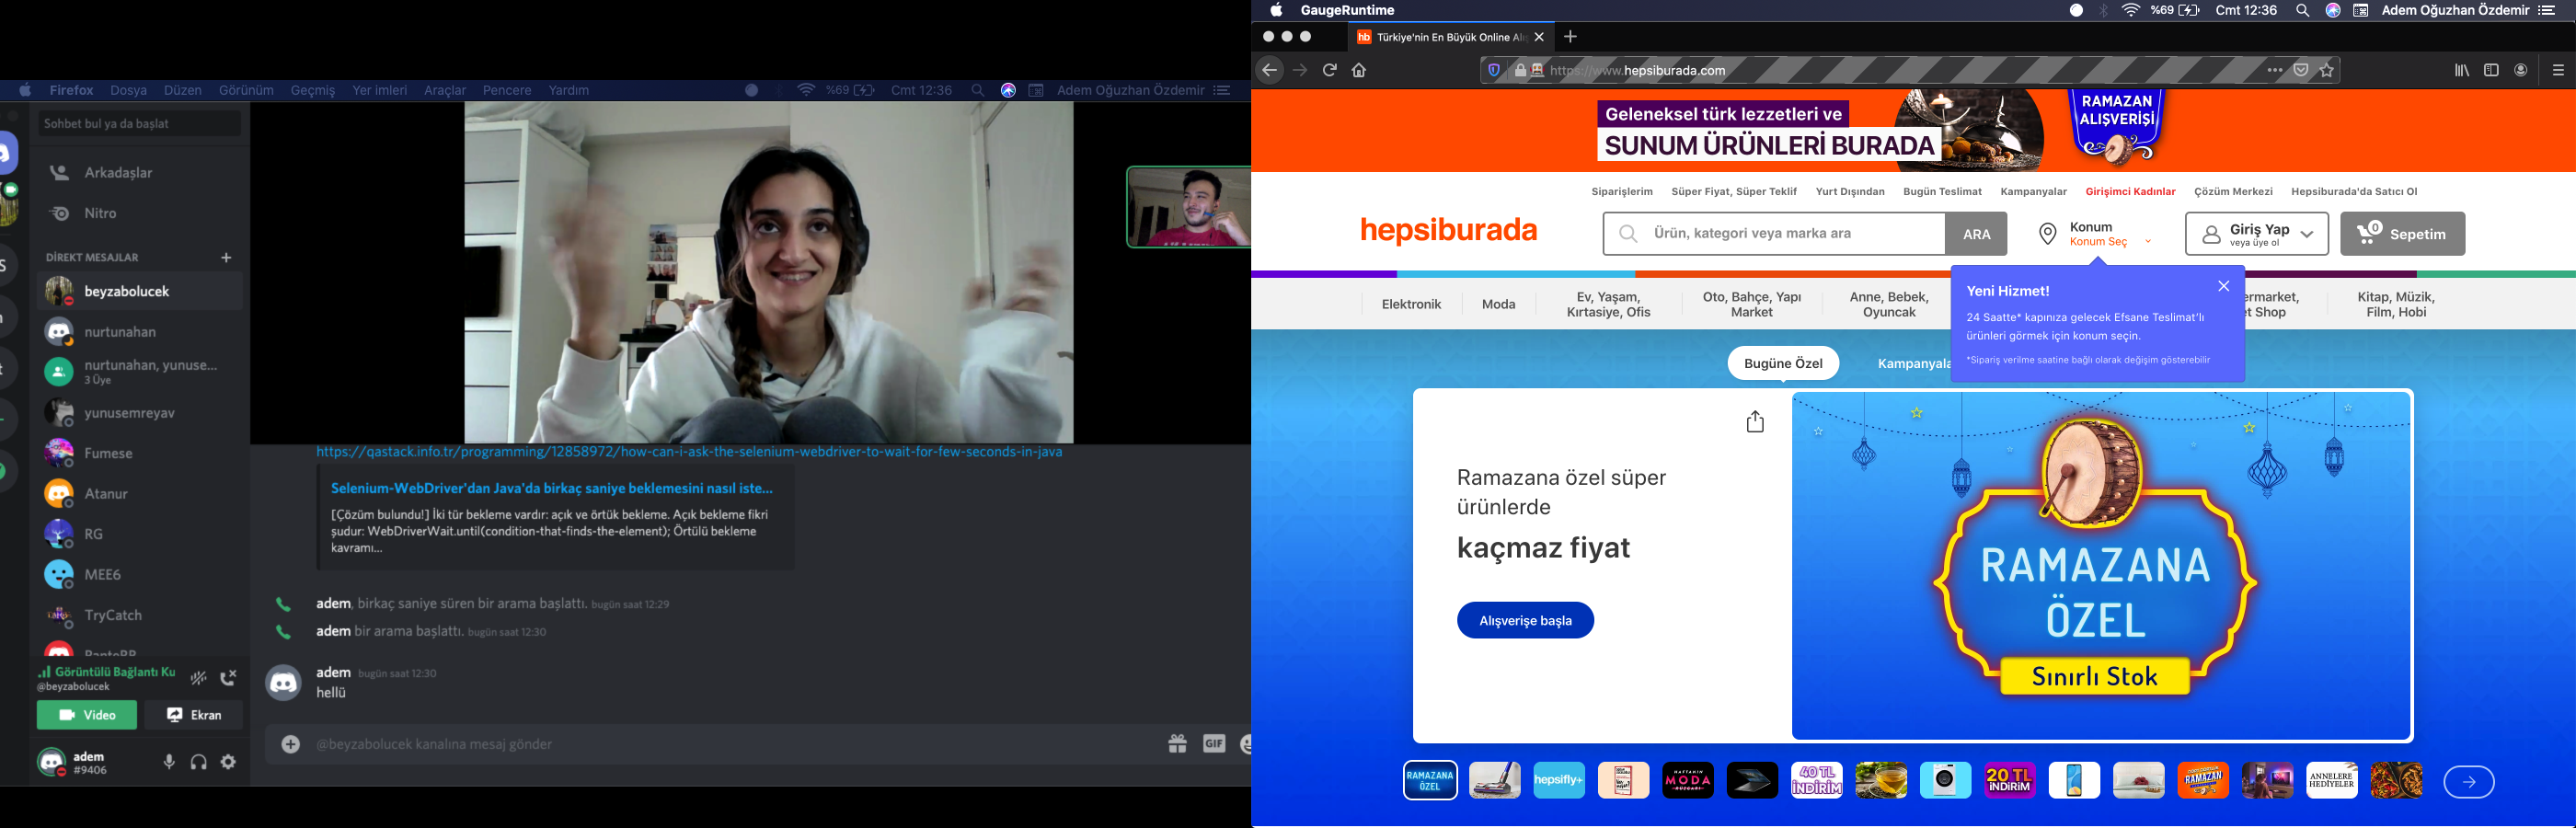 Firefox Dosya Düzen Görünüm Geçmiş Yer imleri Araçlar Pencere Yardım
%69 Cmt 12:36 Adem Oğuzhan Özdemir
Sohbet bul ya da başlat
Arkadaşlar
Nitro
DİREKT MESAJLAR +
beyzabolucek
nurtunahan
nurtunahan, yunuse...
3 Üye
yunusemreyav
Fumese
Atanur
RG
MEE6
TryCatch
Görüntülü Bağlantı Ku
@beyzabolucek
Video Ekran
adem
#9406
https://qastack.info.tr/programming/12858972/how-can-i-ask-the-selenium-webdriver-to-wait-for-few-seconds-in-java
Selenium-WebDriver'dan Java'da birkaç saniye beklemesini nasıl iste...
[Çözüm bulundu!] İki tür bekleme vardır: açık ve örtük bekleme. Açık bekleme fikri
şudur: WebDriverWait.until(condition-that-finds-the-element); Örtülü bekleme
kavramı...
adem, birkaç saniye süren bir arama başlattı. bugün saat 12:29
adem bir arama başlattı. bugün saat 12:30
adem bugün saat 12:30
hellü
@beyzabolucek kanalına mesaj gönder
GIF
GaugeRuntime
%69 Cmt 12:36 Adem Oğuzhan Özdemir
hb Türkiye'nin En Büyük Online Alı
https://www.hepsiburada.com
Geleneksel türk lezzetleri ve
SUNUM ÜRÜNLERİ BURADA
RAMAZAN
ALIŞVERİŞİ
Siparişlerim Süper Fiyat, Süper Teklif Yurt Dışından Bugün Teslimat Kampanyalar Girişimci Kadınlar Çözüm Merkezi Hepsiburada'da Satıcı Ol
hepsiburada
Ürün, kategori veya marka ara ARA
Konum
Konum Seç
Giriş Yap
veya üye ol
0 Sepetim
Elektronik
Moda
Ev, Yaşam,
Kırtasiye, Ofis
Oto, Bahçe, Yapı
Market
Anne, Bebek,
Oyuncak
ermarket,
et Shop
Kitap, Müzik,
Film, Hobi
Yeni Hizmet!
24 Saatte* kapınıza gelecek Efsane Teslimat'lı
ürünleri görmek için konum seçin.
*Sipariş verilme saatine bağlı olarak değişim gösterebilir
Bugüne Özel Kampanyala
Ramazana özel süper
ürünlerde
kaçmaz fiyat
Alışverişe başla
RAMAZANA
ÖZEL
Sınırlı Stok
RAMAZANA
ÖZEL
hepsifly
HAFTANIN
MODA
RÜZGARI
40 TL
İNDİRİM
20 TL
İNDİRİM
RAMAZAN
ANNELERE
HEDİYELER